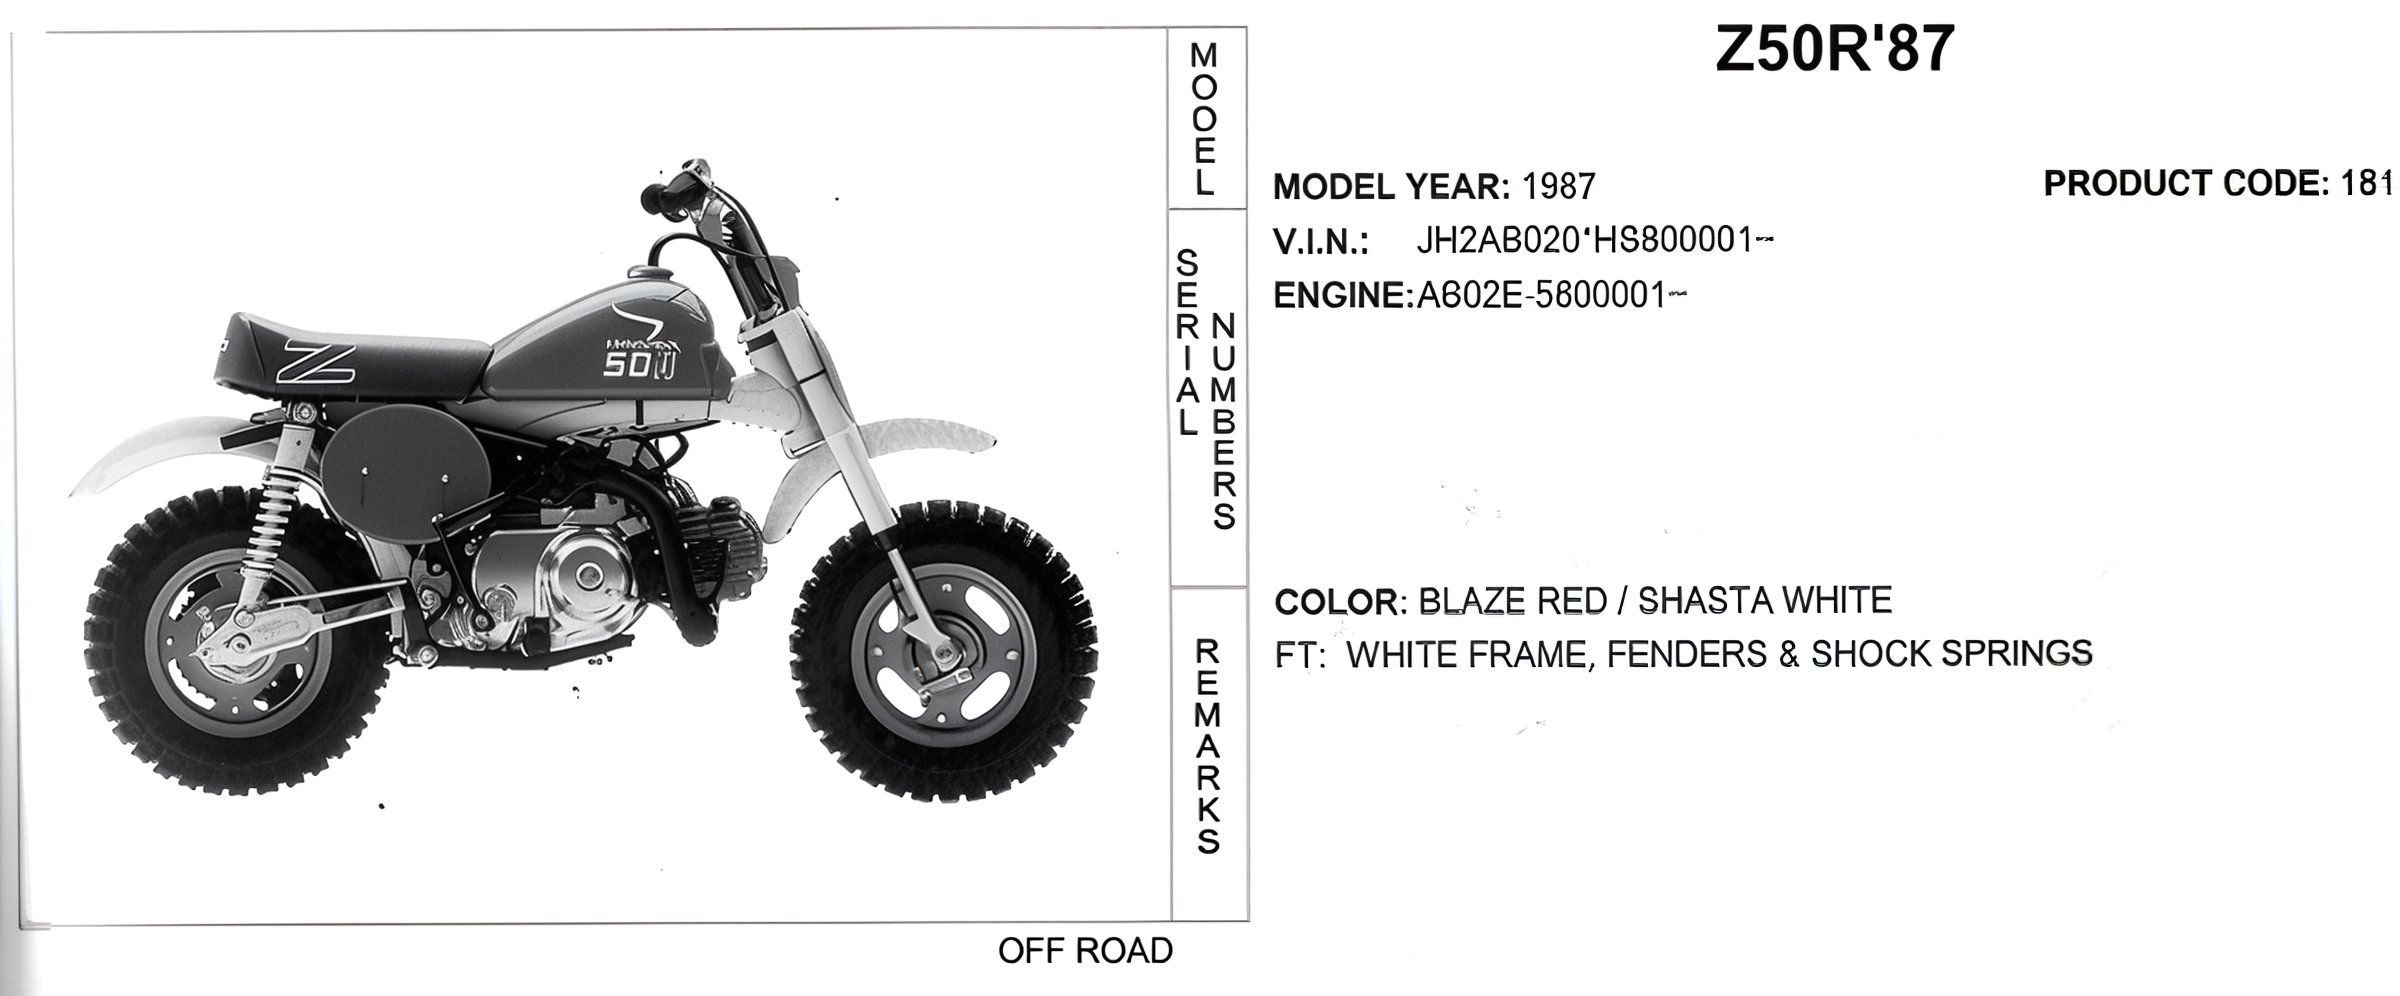 Z50R'87
MOOEL
MODEL YEAR: 1987
PRODUCT CODE: 181
SERIAL NUMBERS
V.I.N.: JH2AB020*HS800001~
ENGINE: A602E-5800001~
REMARKS
COLOR: BLAZE RED / SHASTA WHITE
FT: WHITE FRAME, FENDERS & SHOCK SPRINGS
Z
50
OFF ROAD